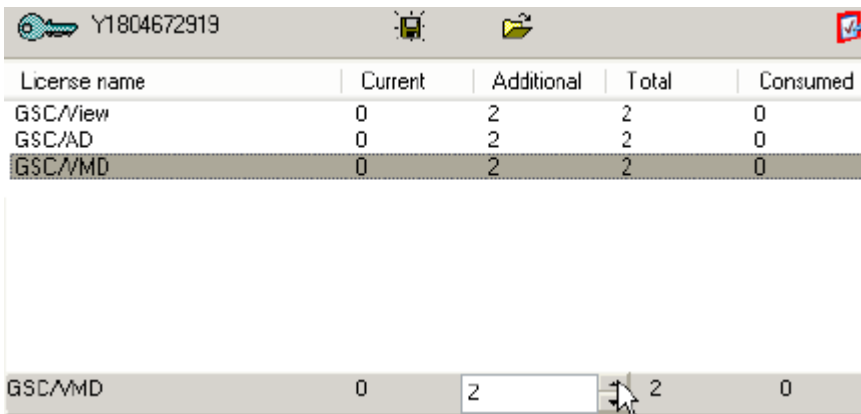 Y1804672919
License name Current Additional Total Consumed
GSC/View 0 2 2 0
GSC/AD 0 2 2 0
GSC/VMD 0 2 2 0
GSC/VMD 0 2 2 0